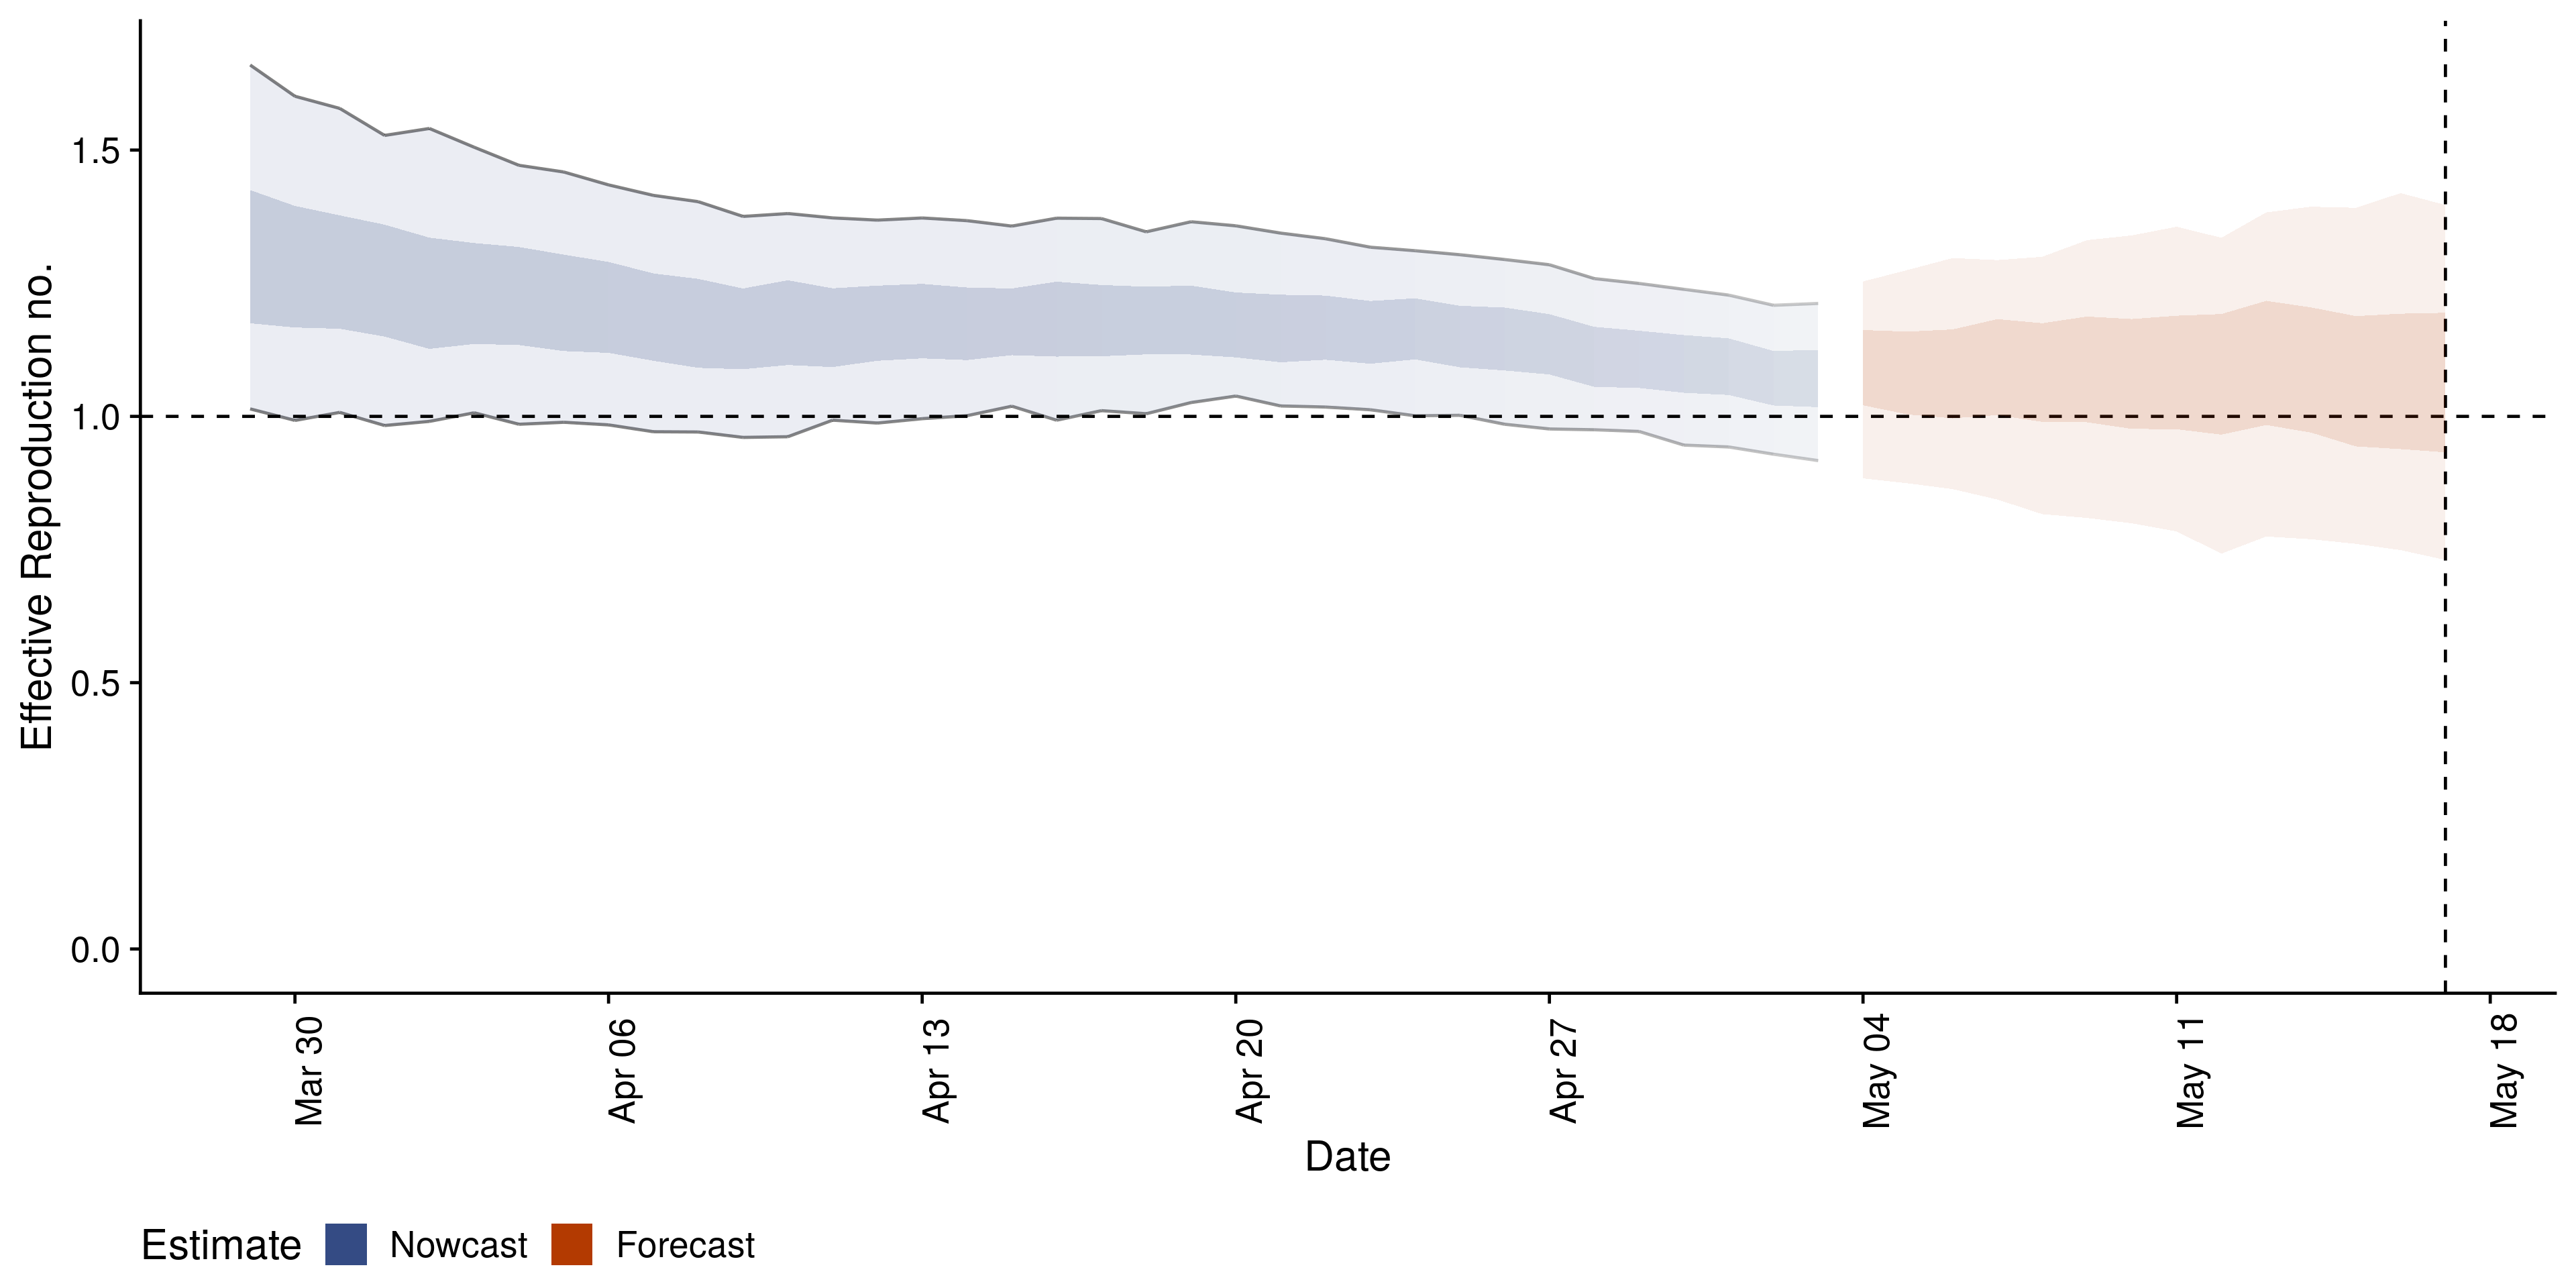 Effective Reproduction no.
1.5
1.0
0.5
0.0
Mar 30
Apr 06
Apr 13
Apr 20
Apr 27
May 04
May 11
May 18
Date
Estimate Nowcast Forecast